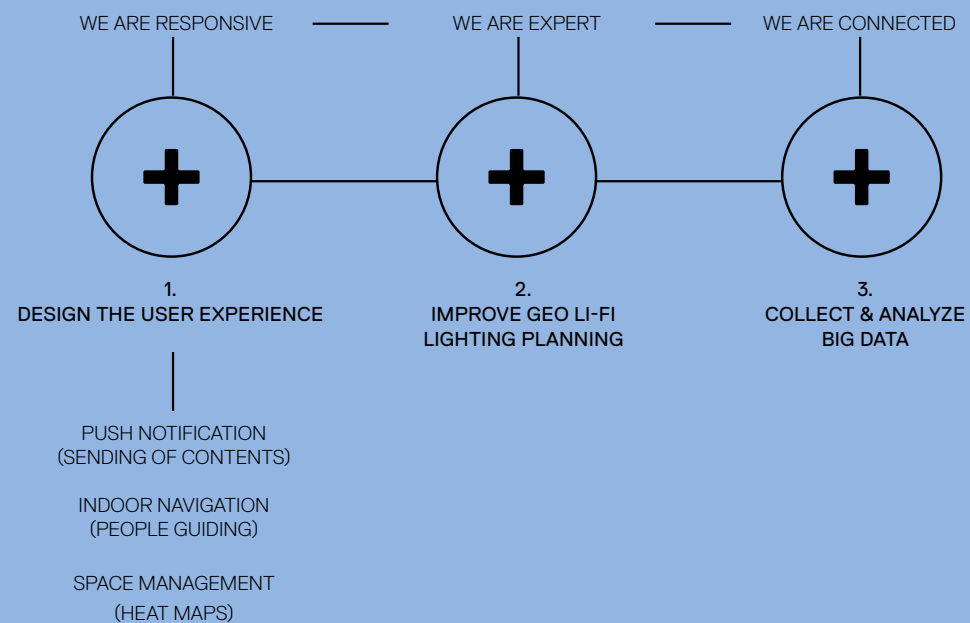 WE ARE RESPONSIVE
WE ARE EXPERT
WE ARE CONNECTED
1.
DESIGN THE USER EXPERIENCE
2.
IMPROVE GEO LI-FI
LIGHTING PLANNING
3.
COLLECT & ANALYZE
BIG DATA
PUSH NOTIFICATION
(SENDING OF CONTENTS)
INDOOR NAVIGATION
(PEOPLE GUIDING)
SPACE MANAGEMENT
(HEAT MAPS)